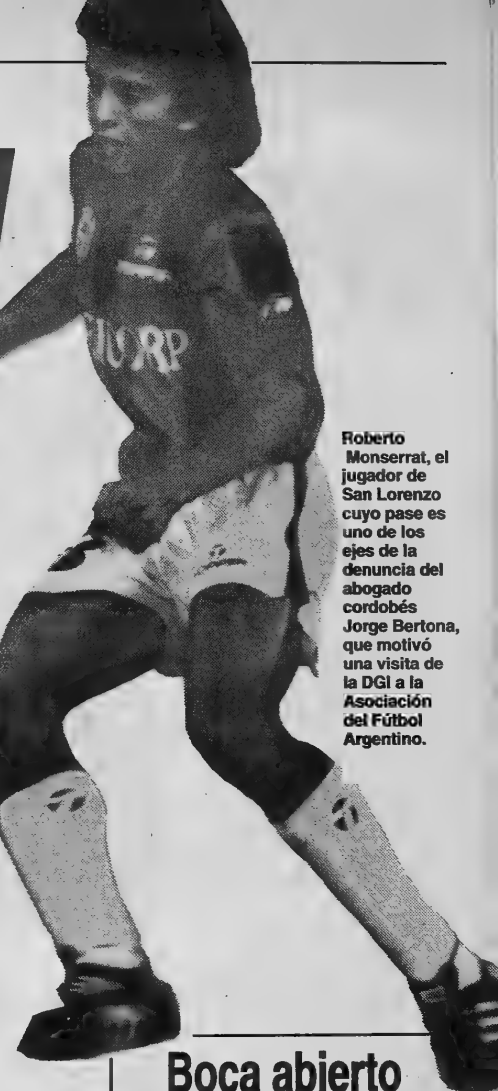 Roberto
Monserrat, el
jugador de
San Lorenzo
cuyo pase es
uno de los
ejes de la
denuncia del
abogado
cordobés
Jorge Bertona,
que motivó
una visita de
la DGI a la
Asociación
del Fútbol
Argentino.
Boca abierto